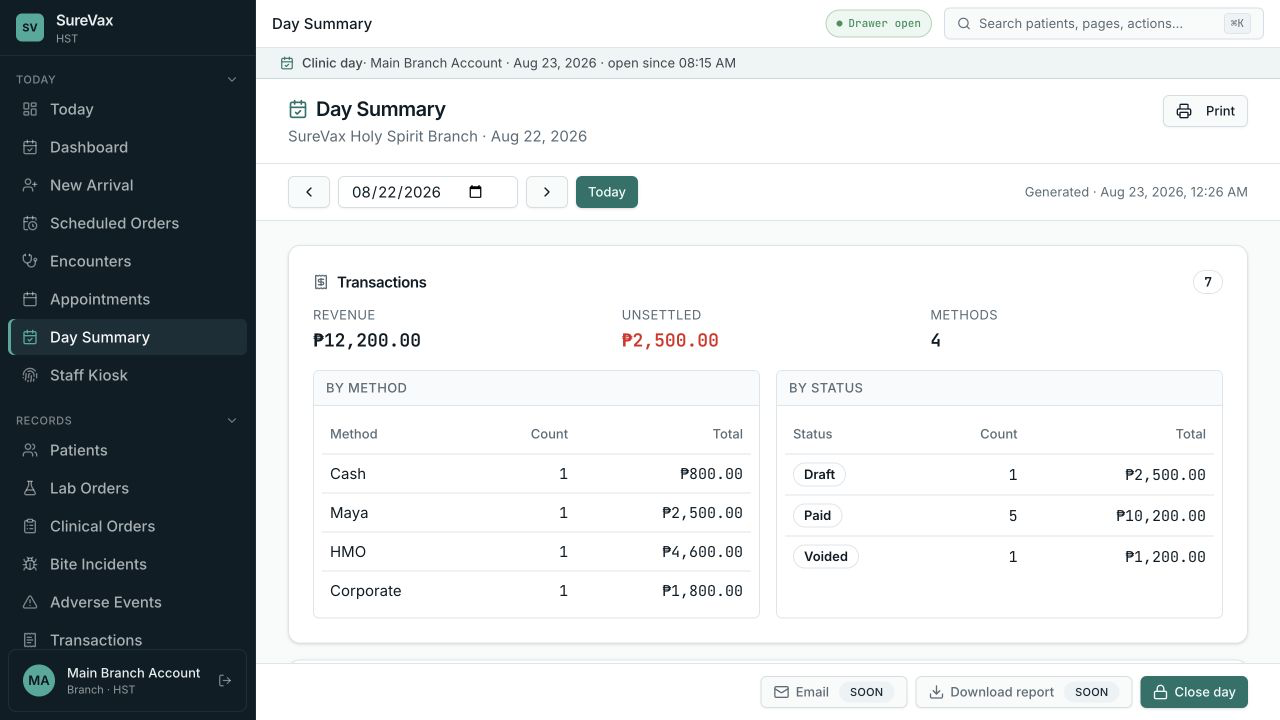 SV
SureVax
HST
TODAY
Today
Dashboard
New Arrival
Scheduled Orders
Encounters
Appointments
Day Summary
Staff Kiosk
RECORDS
Patients
Lab Orders
Clinical Orders
Bite Incidents
Adverse Events
Transactions
MA
Main Branch Account
Branch · HST
Day Summary
Drawer open
Search patients, pages, actions...
⌘K
Clinic day· Main Branch Account · Aug 23, 2026 · open since 08:15 AM
Day Summary
SureVax Holy Spirit Branch · Aug 22, 2026
Print
08/22/2026
Today
Generated · Aug 23, 2026, 12:26 AM
Transactions
7
REVENUE UNSETTLED METHODS
₱12,200.00 ₱2,500.00 4
BY METHOD
Method Count Total
Cash 1 ₱800.00
Maya 1 ₱2,500.00
HMO 1 ₱4,600.00
Corporate 1 ₱1,800.00
BY STATUS
Status Count Total
Draft 1 ₱2,500.00
Paid 5 ₱10,200.00
Voided 1 ₱1,200.00
Email SOON
Download report SOON
Close day